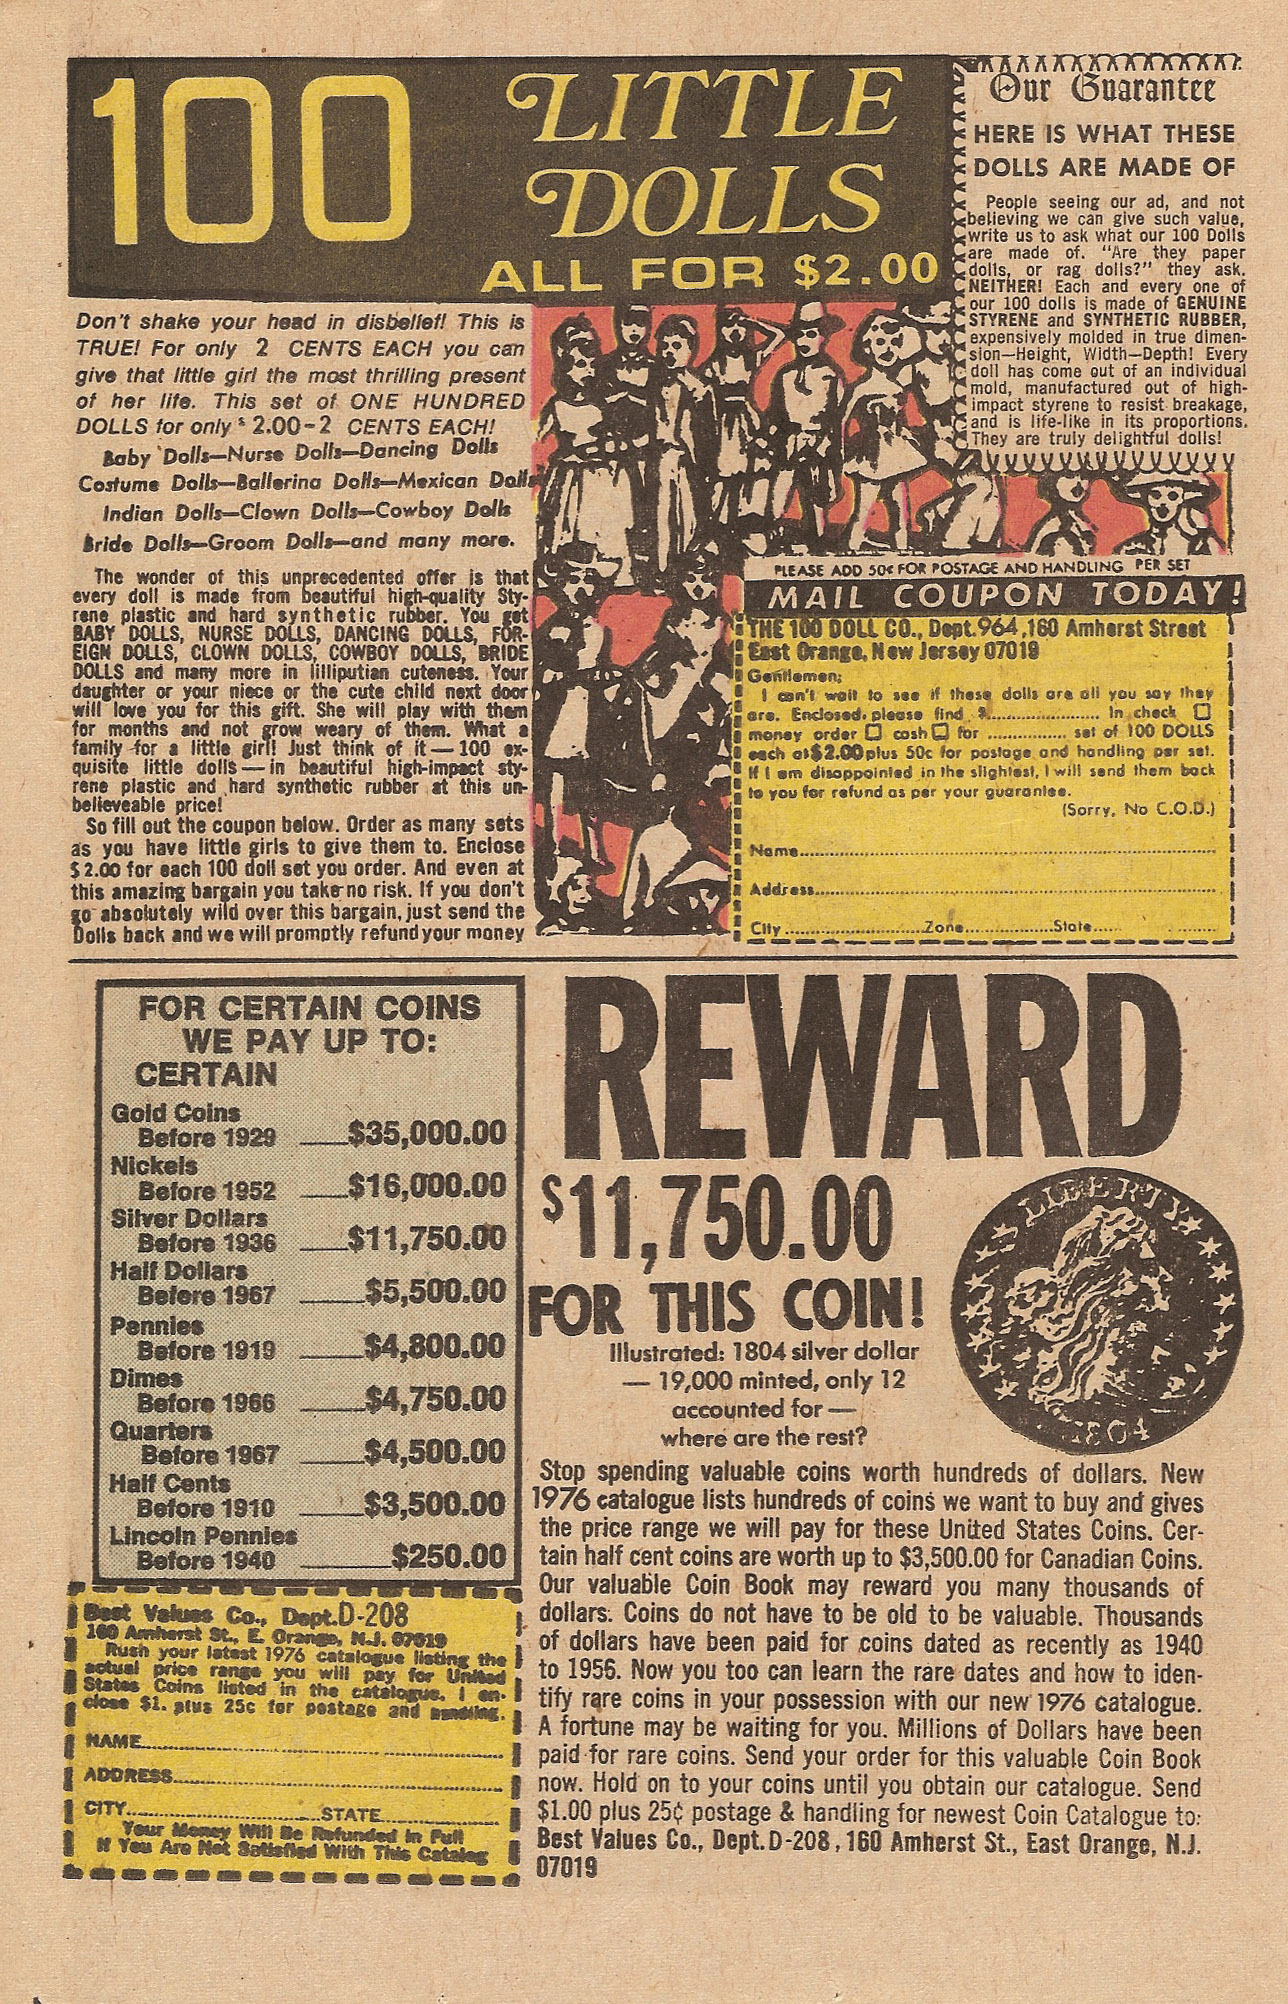 100 LITTLE
DOLLS
ALL FOR $2.00
Don't shake your head in disbelief! This is
TRUE! For only 2 CENTS EACH you can
give that little girl the most thrilling present
of her life. This set of ONE HUNDRED
DOLLS for only $2.00-2 CENTS EACH!
Baby Dolls—Nurse Dolls—Dancing Dolls
Costume Dolls—Ballerina Dolls—Mexican Dolls
Indian Dolls—Clown Dolls—Cowboy Dolls
Bride Dolls—Groom Dolls—and many more.
The wonder of this unprecedented offer is that
every doll is made from beautiful high-quality Sty-
rene plastic and hard synthetic rubber. You get
BABY DOLLS, NURSE DOLLS, DANCING DOLLS, FOR-
EIGN DOLLS, CLOWN DOLLS, COWBOY DOLLS, BRIDE
DOLLS and many more in lilliputian cuteness. Your
daughter or your niece or the cute child next door
will love you for this gift. She will play with them
for months and not grow weary of them. What a
family for a little girl! Just think of it — 100 ex-
quisite little dolls — in beautiful high-impact sty-
rene plastic and hard synthetic rubber at this un-
believeable price!
So fill out the coupon below. Order as many sets
as you have little girls to give them to. Enclose
$2.00 for each 100 doll set you order. And even at
this amazing bargain you take no risk. If you don't
go absolutely wild over this bargain, just send the
Dolls back and we will promptly refund your money
Our Guarantee
HERE IS WHAT THESE
DOLLS ARE MADE OF
People seeing our ad, and not
believing we can give such value,
write us to ask what our 100 Dolls
are made of. "Are they paper
dolls, or rag dolls?" they ask.
NEITHER! Each and every one of
our 100 dolls is made of GENUINE
STYRENE and SYNTHETIC RUBBER,
expensively molded in true dimen-
sion—Height, Width—Depth! Every
doll has come out of an individual
mold, manufactured out of high-
impact styrene to resist breakage,
and is life-like in its proportions.
They are truly delightful dolls!
PLEASE ADD 50¢ FOR POSTAGE AND HANDLING PER SET
MAIL COUPON TODAY!
THE 100 DOLL CO., Dept. 964, 160 Amherst Street
East Orange, New Jersey 07019
Gentlemen;
I can't wait to see if these dolls are all you say they
are. Enclosed, please find $.................... In check ☐
money order ☐ cash ☐ for .............. set of 100 DOLLS
each at $2.00 plus 50c for postage and handling per set.
If I am disappointed in the slightest, I will send them back
to you for refund as per your guarantee.
(Sorry, No C.O.D.)
Name....................
Address....................
City ....................Zone....................State....................
FOR CERTAIN COINS
WE PAY UP TO:
CERTAIN
Gold Coins
Before 1929 ____$35,000.00
Nickels
Before 1952 ____$16,000.00
Silver Dollars
Before 1936 ____$11,750.00
Half Dollars
Before 1967 ____$5,500.00
Pennies
Before 1919 ____$4,800.00
Dimes
Before 1966 ____$4,750.00
Quarters
Before 1967 ____$4,500.00
Half Cents
Before 1910 ____$3,500.00
Lincoln Pennies
Before 1940 ____$250.00
Best Values Co., Dept. D-208
160 Amherst St., E. Orange, N.J. 07019
Rush your latest 1976 catalogue listing the
actual price range you will pay for United
States Coins listed in the catalogue. I en-
close $1. plus 25c for postage and handling.
NAME....................
ADDRESS....................
CITY....................STATE....................
Your Money Will Be Refunded In Full
If You Are Not Satisfied With This Catalog
REWARD
$11,750.00
FOR THIS COIN!
LIBERTY
1804
Illustrated: 1804 silver dollar
— 19,000 minted, only 12
accounted for —
where are the rest?
Stop spending valuable coins worth hundreds of dollars. New
1976 catalogue lists hundreds of coins we want to buy and gives
the price range we will pay for these United States Coins. Cer-
tain half cent coins are worth up to $3,500.00 for Canadian Coins.
Our valuable Coin Book may reward you many thousands of
dollars. Coins do not have to be old to be valuable. Thousands
of dollars have been paid for coins dated as recently as 1940
to 1956. Now you too can learn the rare dates and how to iden-
tify rare coins in your possession with our new 1976 catalogue.
A fortune may be waiting for you. Millions of Dollars have been
paid for rare coins. Send your order for this valuable Coin Book
now. Hold on to your coins until you obtain our catalogue. Send
$1.00 plus 25¢ postage & handling for newest Coin Catalogue to:
Best Values Co., Dept. D-208, 160 Amherst St., East Orange, N.J.
07019